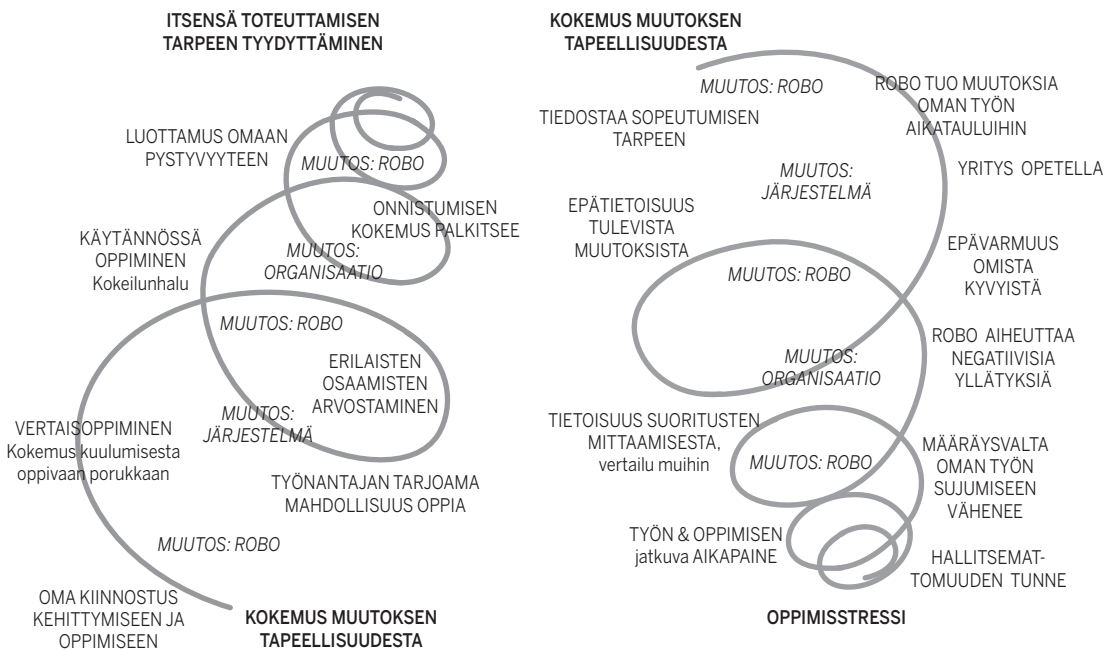 ITSENSÄ TOTEUTTAMISEN
TARPEEN TYYDYTTÄMINEN
LUOTTAMUS OMAAN
PYSTYVYYTEEN
MUUTOS: ROBO
ONNISTUMISEN
KOKEMUS PALKITSEE
KÄYTÄNNÖSSÄ
OPPIMINEN
Kokeilunhalu
MUUTOS:
ORGANISAATIO
MUUTOS: ROBO
ERILAISTEN
OSAAMISTEN
ARVOSTAMINEN
MUUTOS:
JÄRJESTELMÄ
VERTAISOPPIMINEN
Kokemus kuulumisesta
oppivaan porukkaan
TYÖNANTAJAN TARJOAMA
MAHDOLLISUUS OPPIA
MUUTOS: ROBO
OMA KIINNOSTUS
KEHITTYMISEEN JA
OPPIMISEEN
KOKEMUS MUUTOKSEN
TAPEELLISUUDESTA
KOKEMUS MUUTOKSEN
TAPEELLISUUDESTA
MUUTOS: ROBO
ROBO TUO MUUTOKSIA
OMAN TYÖN
AIKATAULUIHIN
TIEDOSTAA SOPEUTUMISEN
TARPEEN
MUUTOS:
JÄRJESTELMÄ
YRITYS OPETELLA
EPÄTIETOISUUS
TULEVISTA
MUUTOKSISTA
MUUTOS: ROBO
EPÄVARMUUS
OMISTA
KYVYISTÄ
ROBO AIHEUTTAA
NEGATIIVISIA
YLLÄTYKSIÄ
MUUTOS:
ORGANISAATIO
TIETOISUUS SUORITUSTEN
MITTAAMISESTA,
vertailu muihin
MUUTOS: ROBO
MÄÄRÄYSVALTA
OMAN TYÖN
SUJUMISEEN
VÄHENEE
TYÖN & OPPIMISEN
jatkuva AIKAPAINE
HALLITSEMAT-
TOMUUDEN TUNNE
OPPIMISSTRESSI